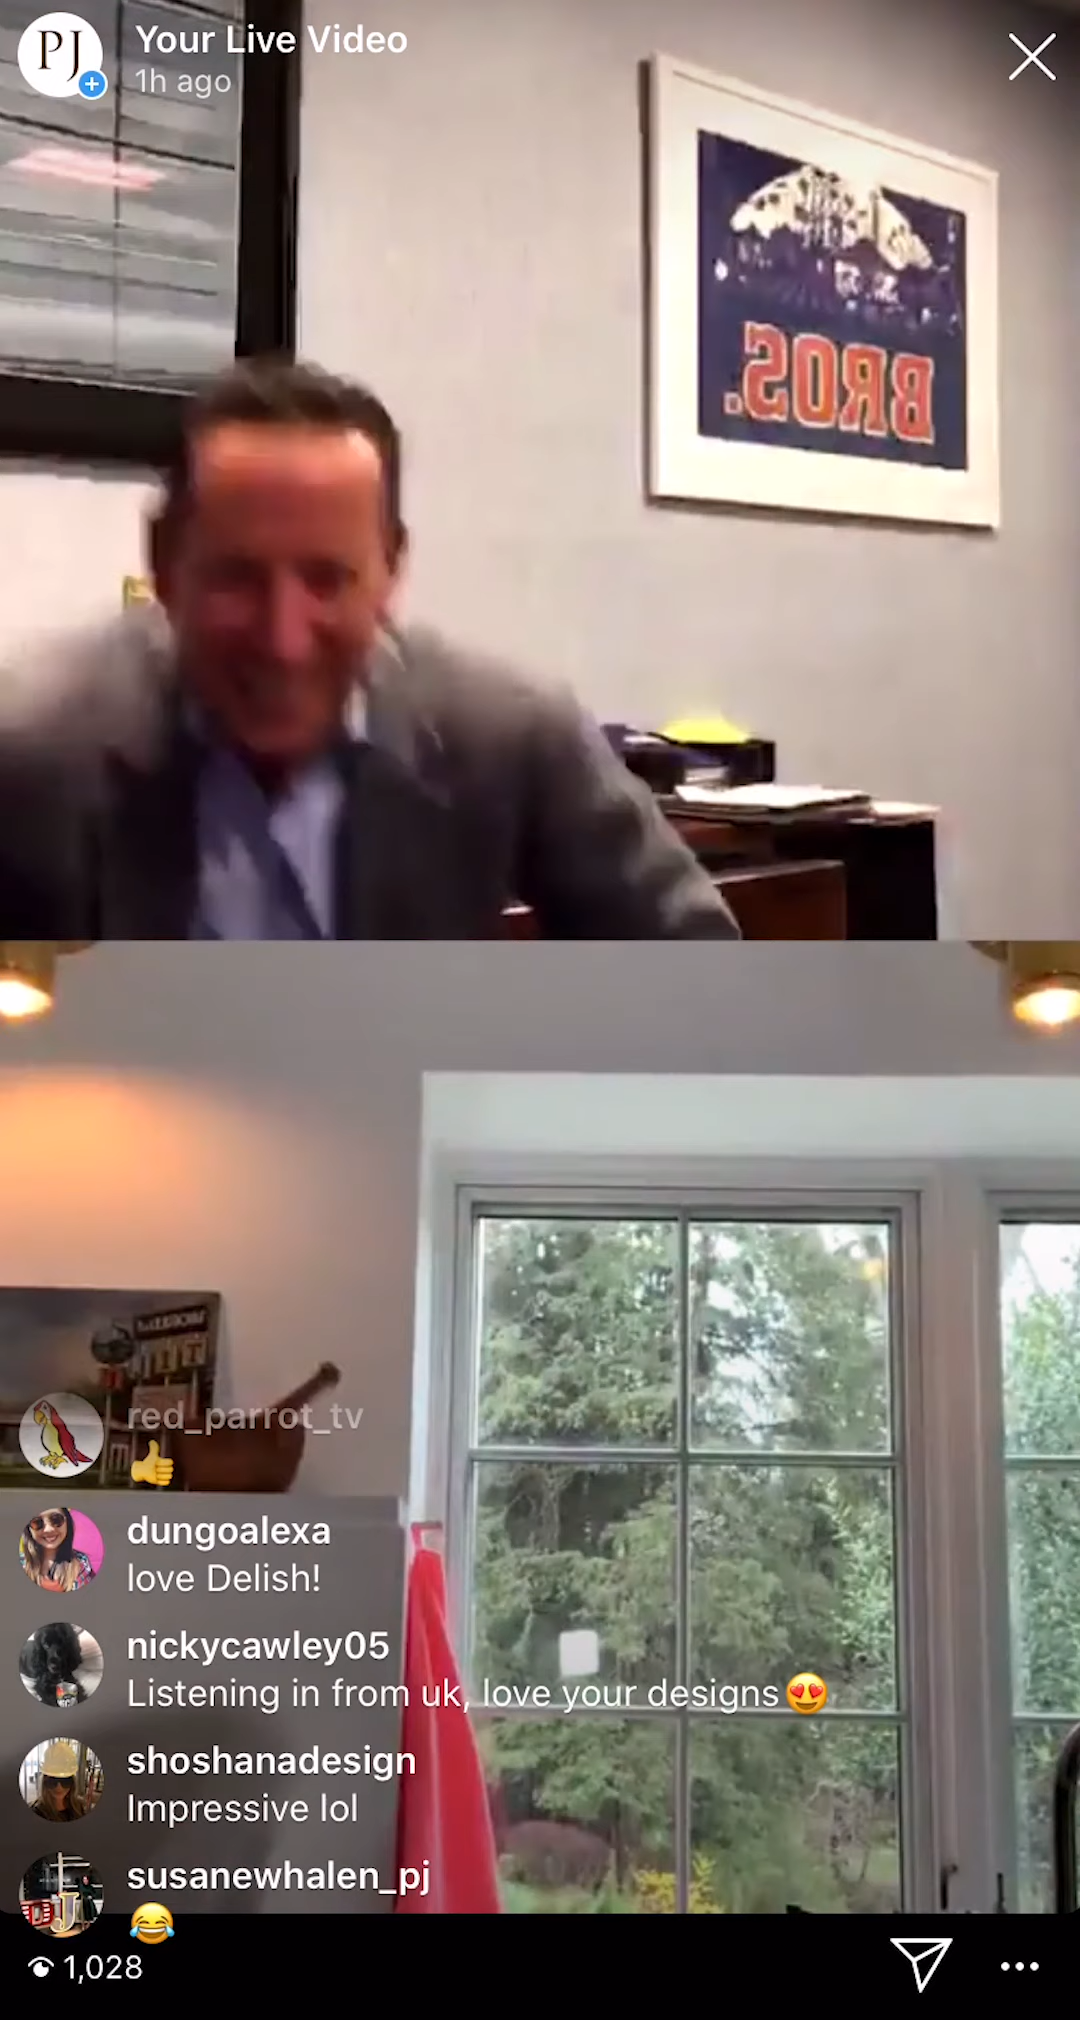 PJ
Your Live Video
1h ago
BROS.
red_parrot_tv
👍
dungoalexa
love Delish!
nickycawley05
Listening in from uk, love your designs😍
shoshanadesign
Impressive lol
susanewhalen_pj
😂
1,028